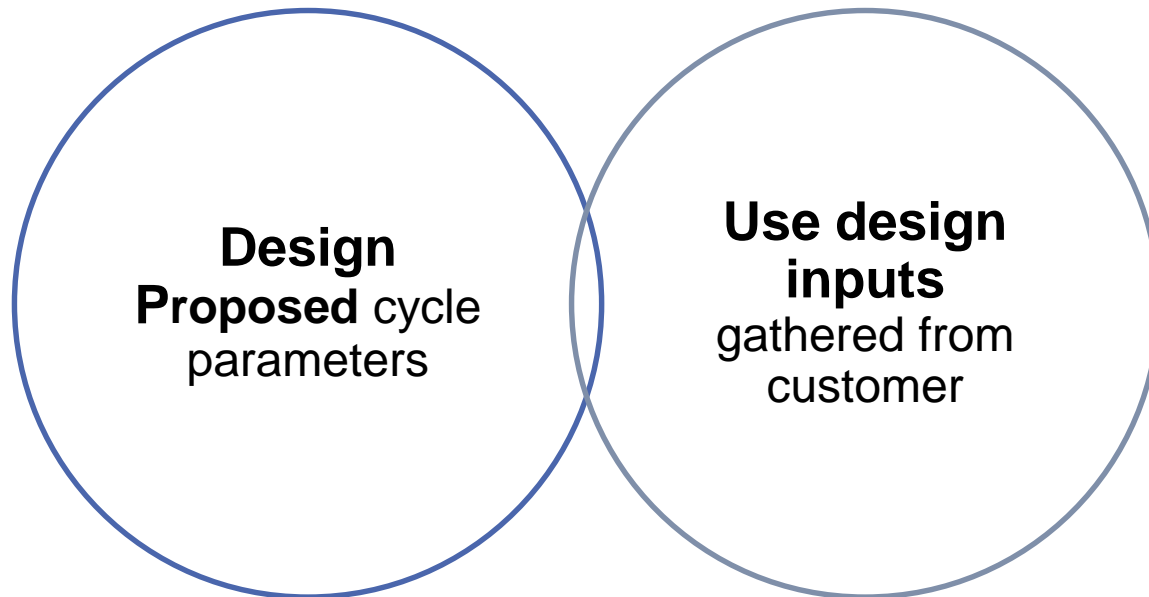 Design
Proposed cycle
parameters
Use design
inputs
gathered from
customer